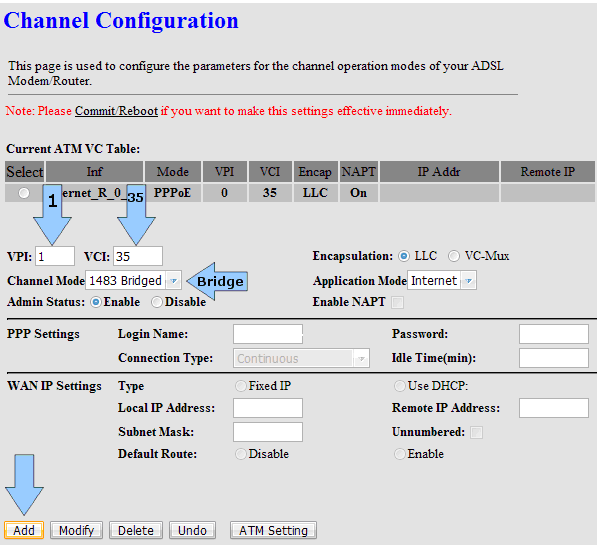 Channel Configuration
This page is used to configure the parameters for the channel operation modes of your ADSL
Modem/Router.
Note: Please Commit/Reboot if you want to make this settings effective immediately.
Current ATM VC Table:
Select Inf Mode VPI VCI Encap NAPT IP Addr Remote IP
ernet_R_0_ PPPoE 0 35 LLC On
1 35
VPI: 1 VCI: 35 Encapsulation: LLC VC-Mux
Channel Mode 1483 Bridged Bridge Application Mode Internet
Admin Status: Enable Disable Enable NAPT
PPP Settings Login Name: Password:
Connection Type: Continuous Idle Time(min):
WAN IP Settings Type Fixed IP Use DHCP:
Local IP Address: Remote IP Address:
Subnet Mask: Unnumbered:
Default Route: Disable Enable
Add Modify Delete Undo ATM Setting